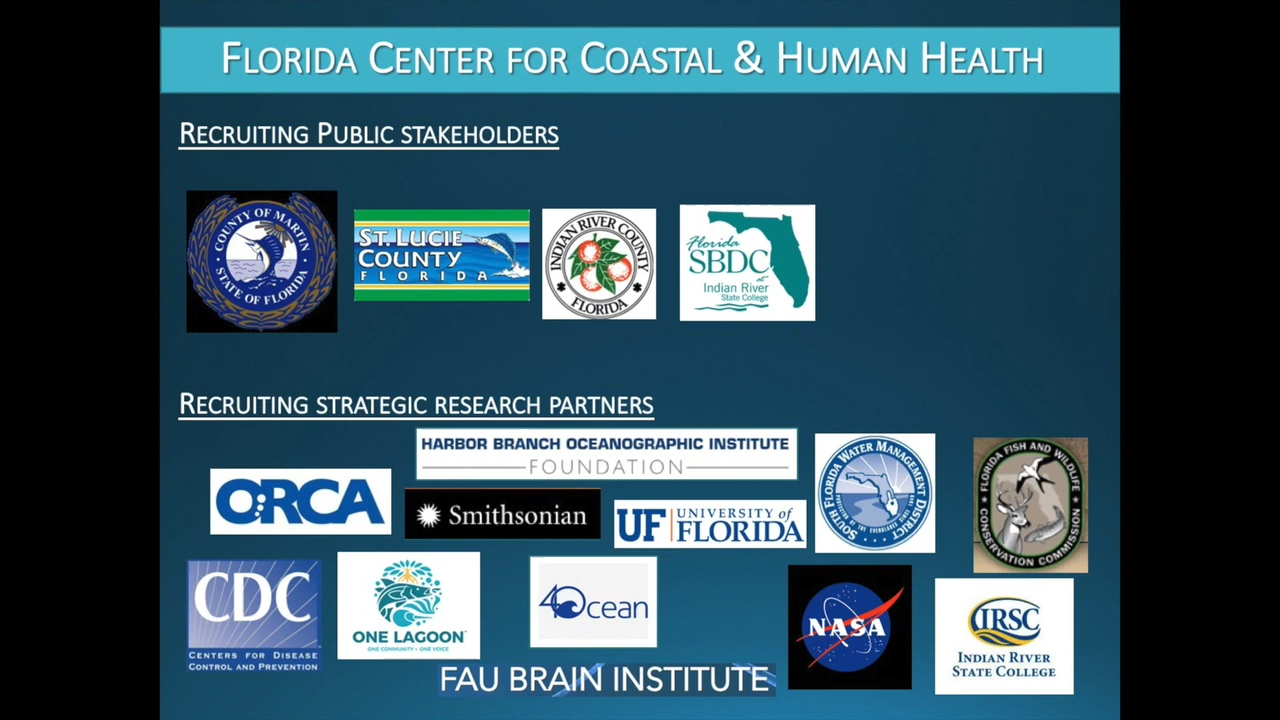 FLORIDA CENTER FOR COASTAL & HUMAN HEALTH
RECRUITING PUBLIC STAKEHOLDERS
COUNTY OF MARTIN
STATE OF FLORIDA
ST. LUCIE
COUNTY
FLORIDA
INDIAN RIVER COUNTY
FLORIDA
Florida
SBDC
at
Indian River
State College
RECRUITING STRATEGIC RESEARCH PARTNERS
HARBOR BRANCH OCEANOGRAPHIC INSTITUTE
FOUNDATION
ORCA
Smithsonian
UF UNIVERSITY of
FLORIDA
SOUTH FLORIDA WATER MANAGEMENT DISTRICT
FLORIDA FISH AND WILDLIFE
CONSERVATION COMMISSION
CDC
CENTERS FOR DISEASE
CONTROL AND PREVENTION
ONE LAGOON
ONE COMMUNITY • ONE VOICE
4Ocean
NASA
IRSC
INDIAN RIVER
STATE COLLEGE
FAU BRAIN INSTITUTE